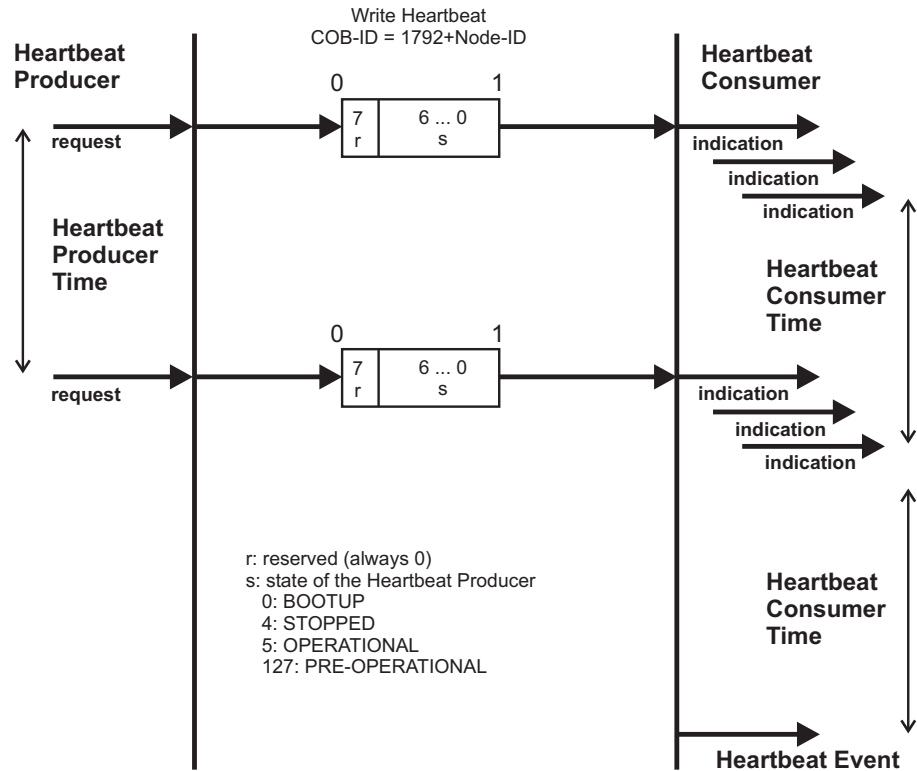 Write Heartbeat
COB-ID = 1792+Node-ID
Heartbeat
Producer
Heartbeat
Consumer
0 1
7 6 ... 0
r s
request
indication
indication
indication
Heartbeat
Producer
Time
Heartbeat
Consumer
Time
0 1
7 6 ... 0
r s
request
indication
indication
indication
r: reserved (always 0)
s: state of the Heartbeat Producer
0: BOOTUP
4: STOPPED
5: OPERATIONAL
127: PRE-OPERATIONAL
Heartbeat
Consumer
Time
Heartbeat Event